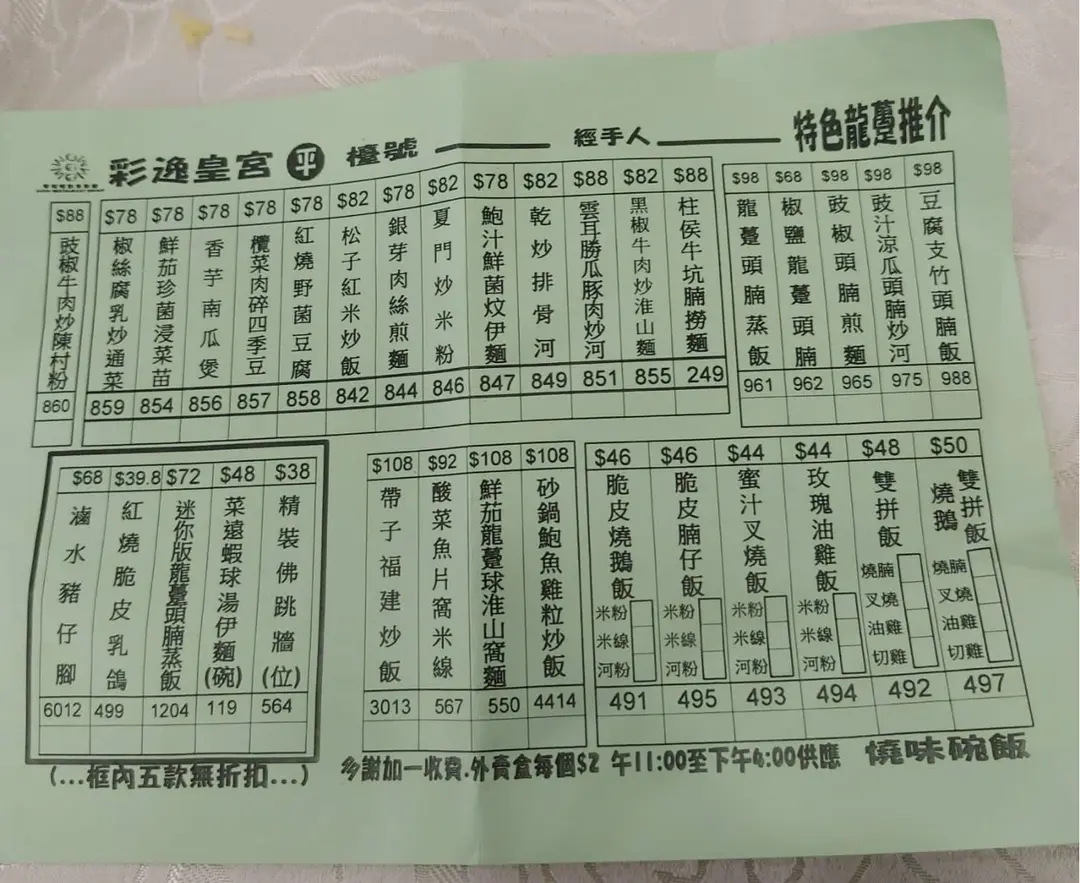 彩逸皇宮 平 檯號 經手人
特色龍躉推介
$88 豉椒牛肉炒陳村粉 860
$78 椒絲腐乳炒通菜 859
$78 鮮茄珍菌浸菜苗 854
$78 香芋南瓜煲 856
$78 欖菜肉碎四季豆 857
$78 紅燒野菌豆腐 858
$82 松子紅米炒飯 842
$78 銀芽肉絲煎麵 844
$82 夏門炒米粉 846
$78 鮑汁鮮菌炆伊麵 847
$82 乾炒排骨河 849
$88 雲耳勝瓜豚肉炒河 851
$82 黑椒牛肉炒淮山麵 855
$88 柱侯牛坑腩撈麵 249
$98 龍躉頭腩蒸飯 961
$68 椒鹽龍躉頭腩 962
$98 豉椒頭腩煎麵 965
$98 豉汁涼瓜頭腩炒河 975
$98 豆腐支竹頭腩飯 988
$68 滷水豬仔腳 6012
$39.8 紅燒脆皮乳鴿 499
$72 迷你版龍躉頭腩蒸飯 1204
$48 菜遠蝦球湯伊麵(碗) 119
$38 精裝佛跳牆(位) 564
(...框內五款無折扣...)
$108 帶子福建炒飯 3013
$92 酸菜魚片窩米線 567
$108 鮮茄龍躉球淮山窩麵 550
$108 砂鍋鮑魚雞粒炒飯 4414
$46 脆皮燒鵝飯 米粉 米線 河粉 491
$46 脆皮腩仔飯 米粉 米線 河粉 495
$44 蜜汁叉燒飯 米粉 米線 河粉 493
$44 玫瑰油雞飯 米粉 米線 河粉 494
$48 雙拼飯 燒腩 叉燒 油雞 切雞 492
$50 燒鵝雙拼飯 燒腩 叉燒 油雞 切雞 497
多謝加一收費.外賣盒每個$2 午11:00至下午4:00供應 燒味碗飯